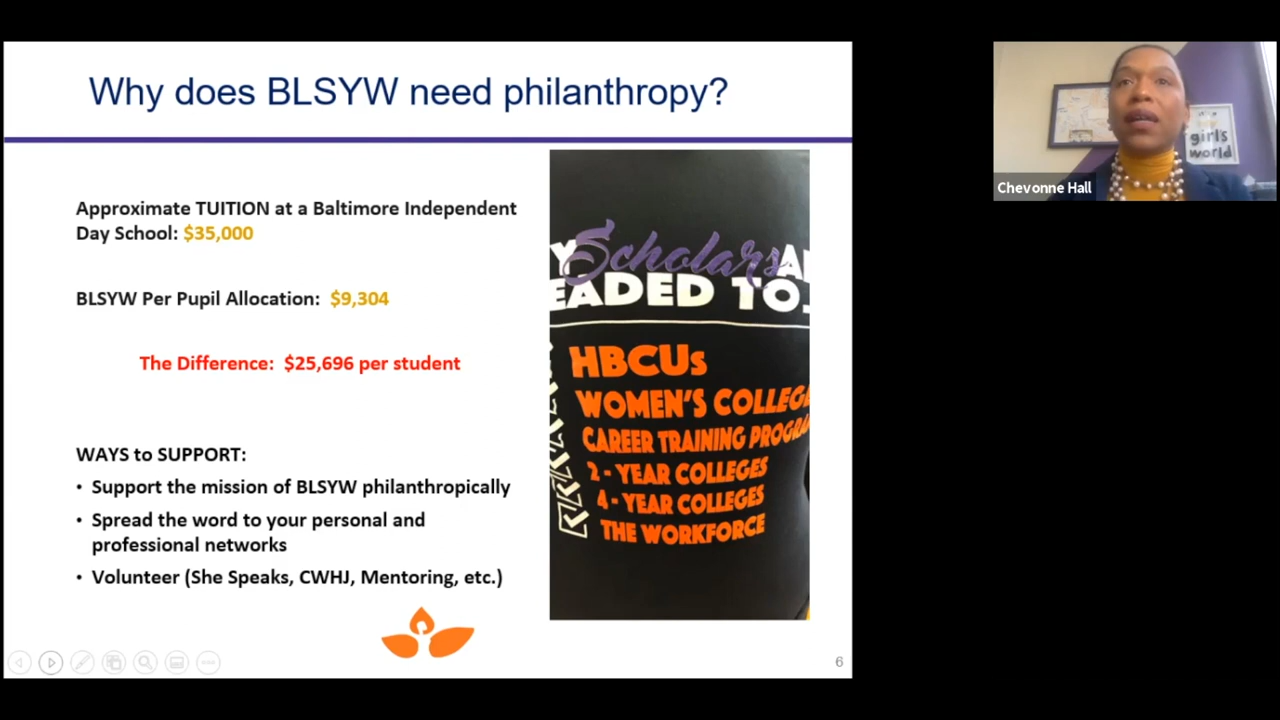 Why does BLSYW need philanthropy?
Approximate TUITION at a Baltimore Independent
Day School: $35,000
BLSYW Per Pupil Allocation: $9,304
The Difference: $25,696 per student
WAYS to SUPPORT:
• Support the mission of BLSYW philanthropically
• Spread the word to your personal and
professional networks
• Volunteer (She Speaks, CWHJ, Mentoring, etc.)
Y Scholars A
EADED TO
HBCUs
WOMEN'S COLLEG
CAREER TRAINING PROGRA
2 - YEAR COLLEGES
4 - YEAR COLLEGES
THE WORKFORCE
6
girl's
world
Chevonne Hall